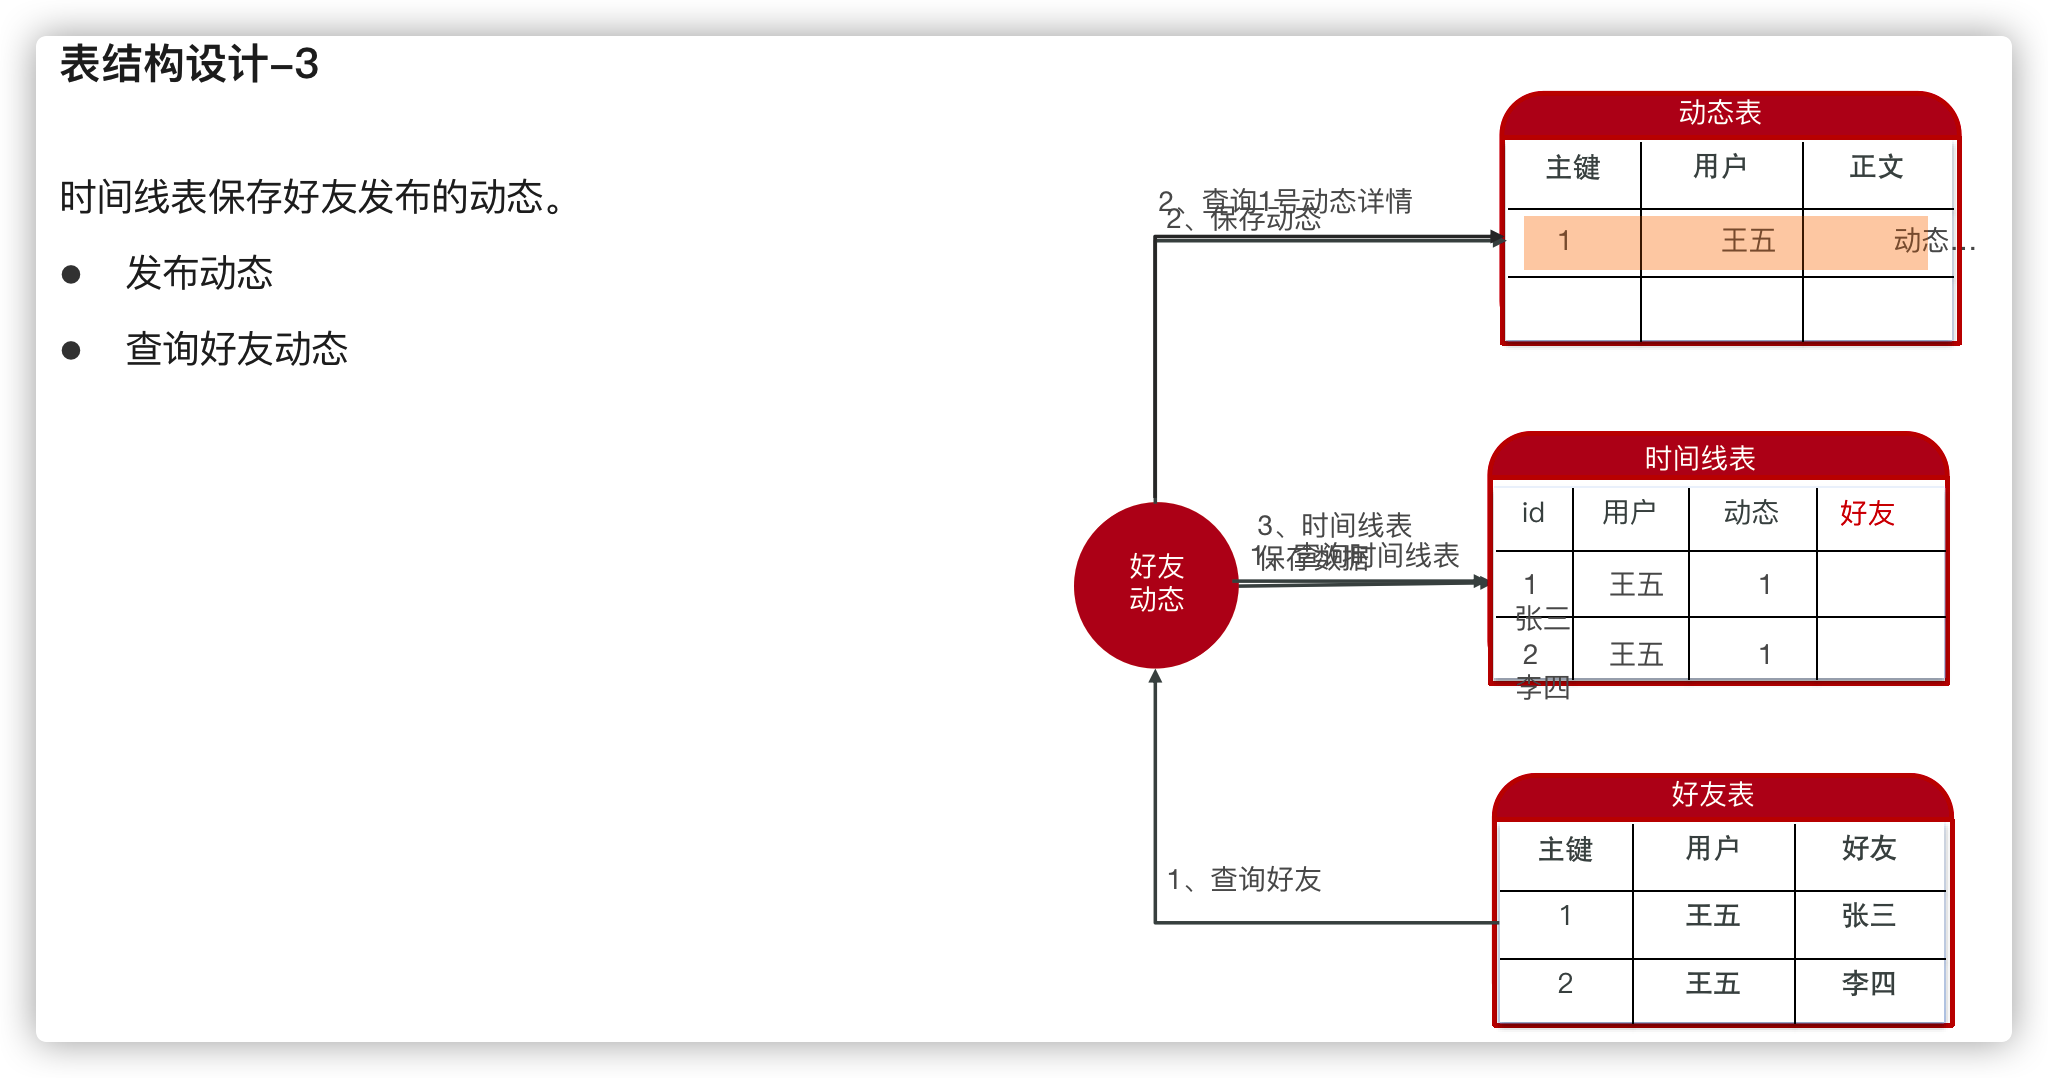 表结构设计-3
时间线表保存好友发布的动态。
● 发布动态
● 查询好友动态
动态表
主键 用户 正文
2、查询1号动态详情
2、保存动态
1 王五 动态…
时间线表
id 用户 动态 好友
3、时间线表
保存数据
1、查询时间线表
好友
动态
1 王五 1
张三
2 王五 1
李四
好友表
主键 用户 好友
1、查询好友
1 王五 张三
2 王五 李四